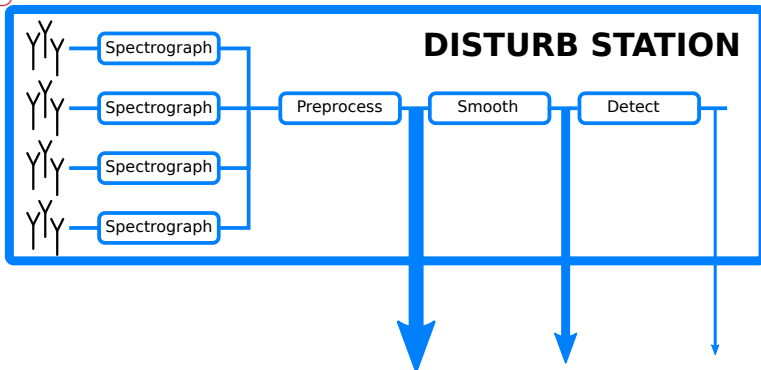 DISTURB STATION
Spectrograph
Spectrograph
Preprocess
Smooth
Detect
Spectrograph
Spectrograph